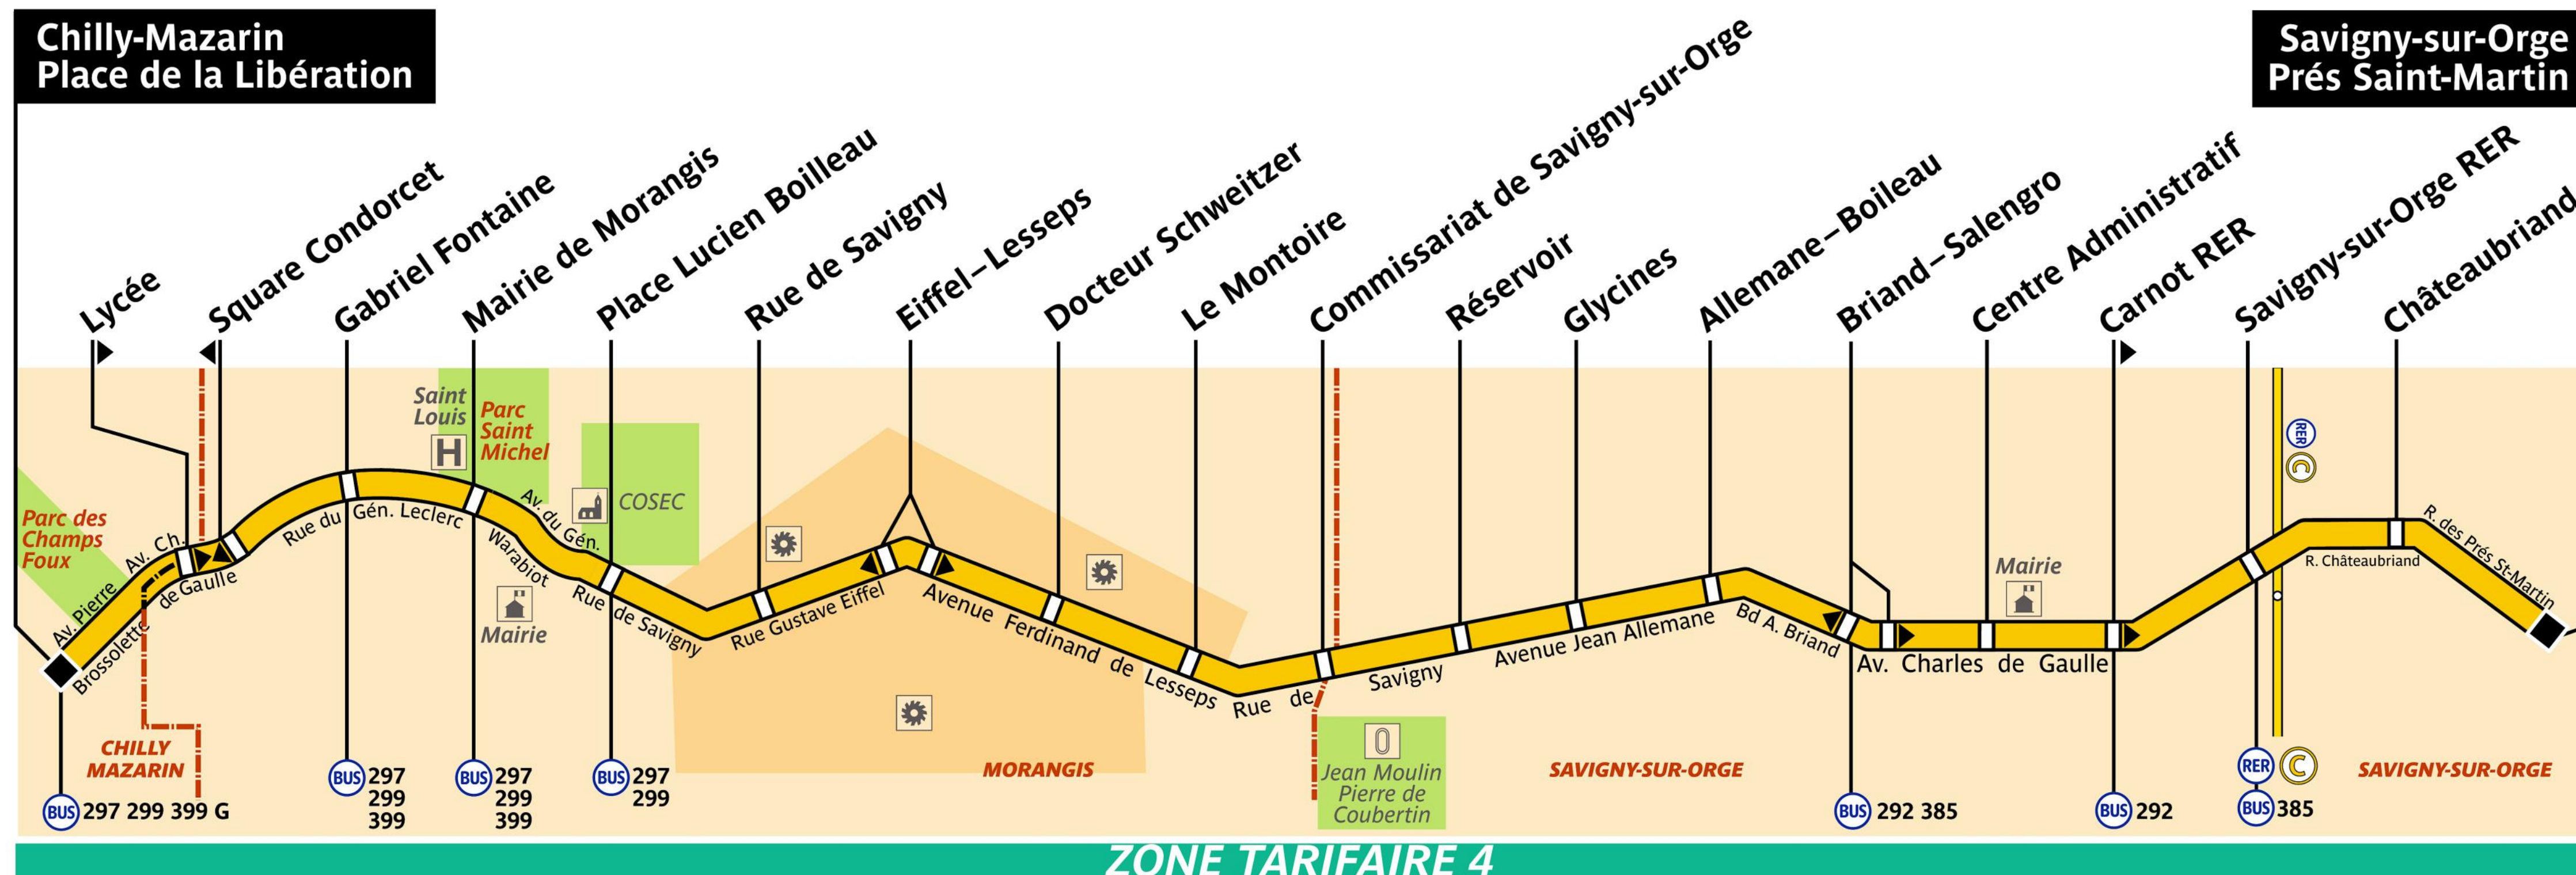 Chilly-Mazarin
Place de la Libération
Savigny-sur-Orge
Prés Saint-Martin
Lycée
Square Condorcet
Gabriel Fontaine
Mairie de Morangis
Place Lucien Boilleau
Rue de Savigny
Eiffel–Lesseps
Docteur Schweitzer
Le Montoire
Commissariat de Savigny-sur-Orge
Réservoir
Glycines
Allemane–Boileau
Briand–Salengro
Centre Administratif
Carnot RER
Savigny-sur-Orge RER
Châteaubriand
Parc des
Champs
Foux
Saint
Louis
H
Parc
Saint
Michel
COSEC
Mairie
Mairie
RER
C
Av. Pierre
Brossolette
Av. Ch.
de Gaulle
Rue du Gén. Leclerc
Av. du Gén.
Warabiot
Rue de Savigny
Rue Gustave Eiffel
Avenue Ferdinand de Lesseps
Rue de Savigny
Avenue Jean Allemane
Bd A. Briand
Av. Charles de Gaulle
R. Châteaubriand
R. des Prés St-Martin
CHILLY
MAZARIN
MORANGIS
SAVIGNY-SUR-ORGE
SAVIGNY-SUR-ORGE
Jean Moulin
Pierre de
Coubertin
BUS 297 299 399 G
BUS 297
299
399
BUS 297
299
399
BUS 297
299
BUS 292 385
BUS 292
RER C
BUS 385
ZONE TARIFAIRE 4